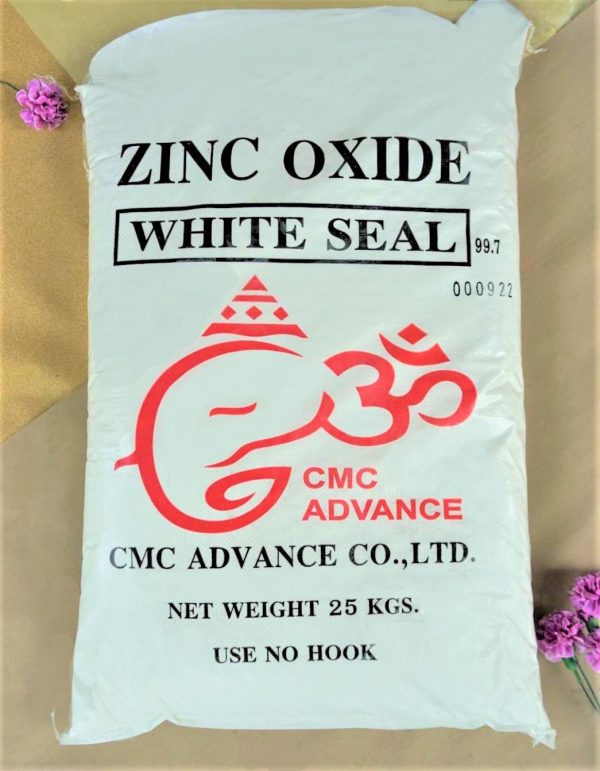 ZINC OXIDE
WHITE SEAL 99.7
000922
ॐ
CMC
ADVANCE
CMC ADVANCE CO.,LTD.
NET WEIGHT 25 KGS.
USE NO HOOK